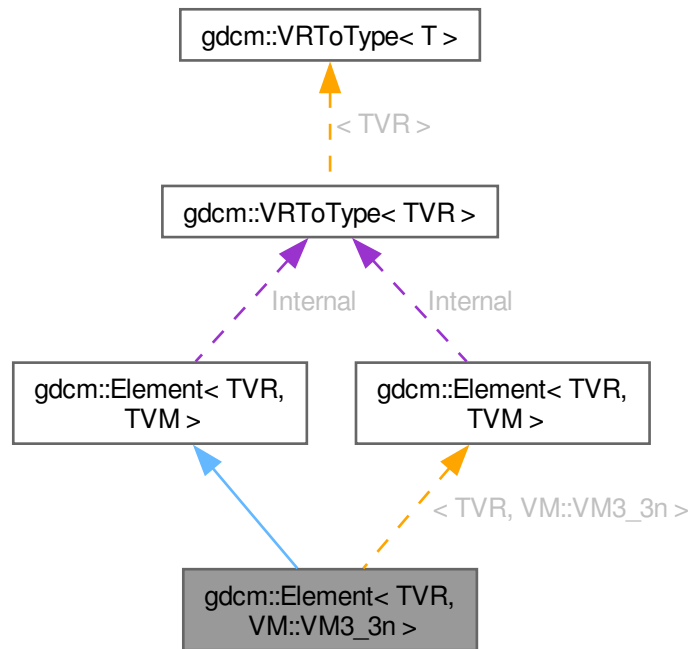 gdcm::VRToType< T >
< TVR >
gdcm::VRToType< TVR >
Internal
Internal
gdcm::Element< TVR,
TVM >
gdcm::Element< TVR,
TVM >
< TVR, VM::VM3_3n >
gdcm::Element< TVR,
VM::VM3_3n >